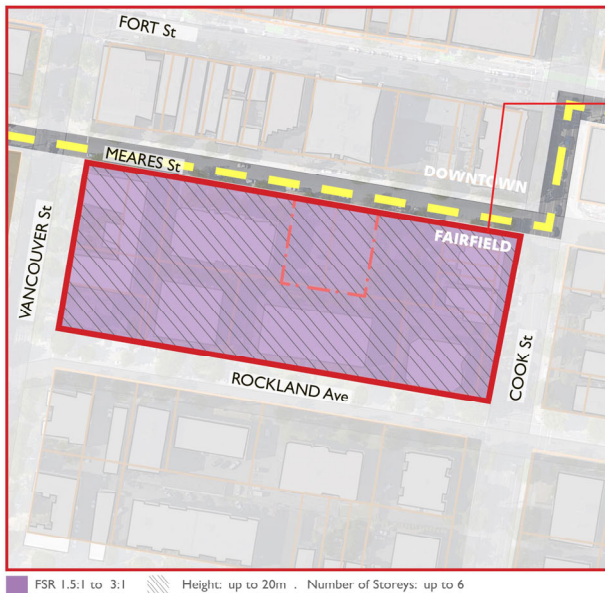 FORT St
MEARES St
DOWNTOWN
FAIRFIELD
VANCOUVER St
COOK St
ROCKLAND Ave
FSR 1.5:1 to 3:1 Height: up to 20m . Number of Storeys: up to 6